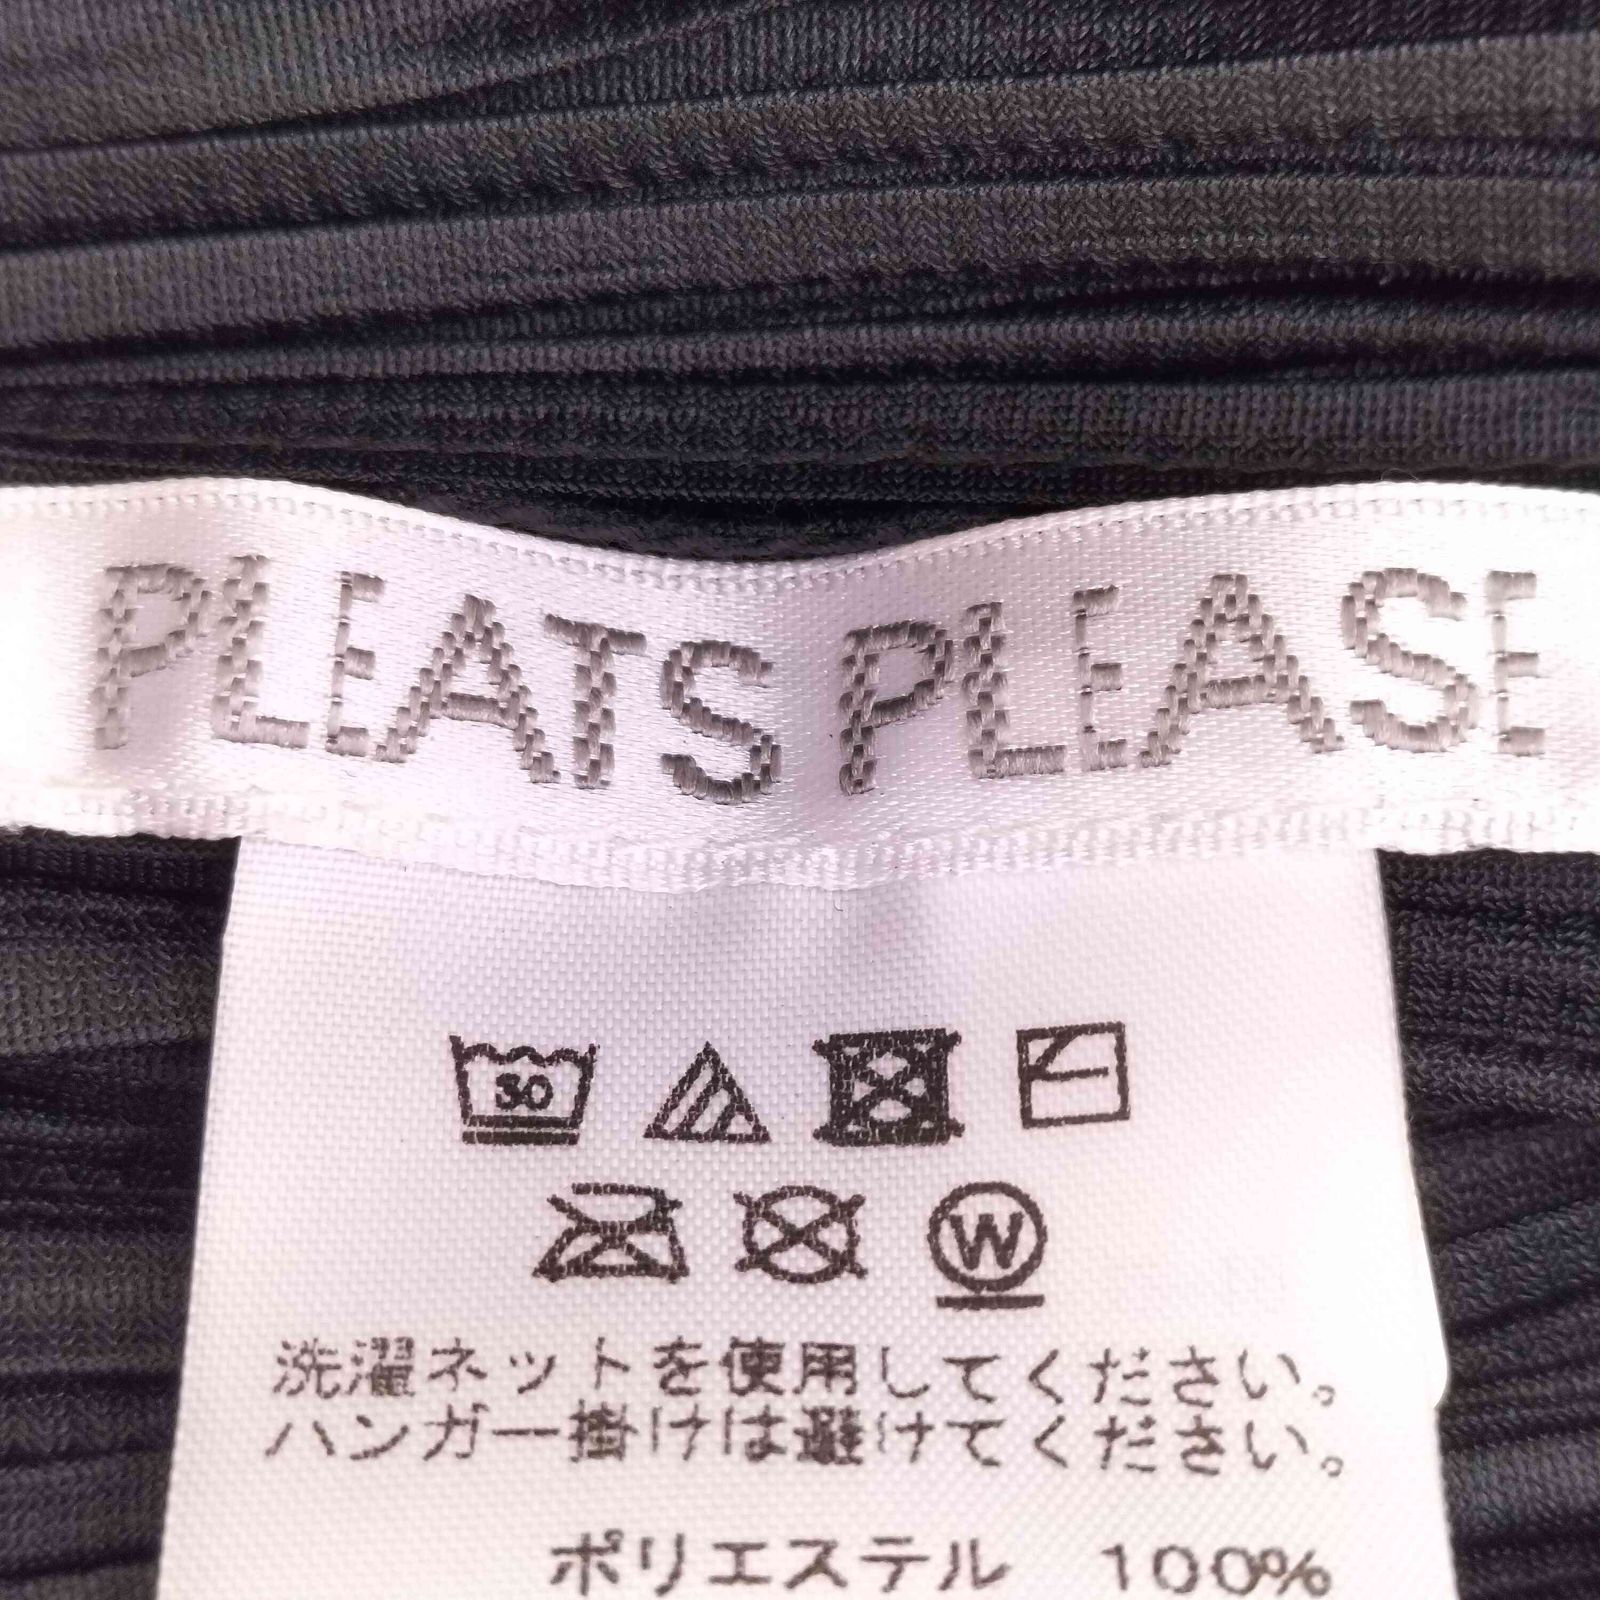 PLEATS PLEASE
30
W
洗濯ネットを使用してください。
ハンガー掛けは避けてください。
ポリエステル 100%